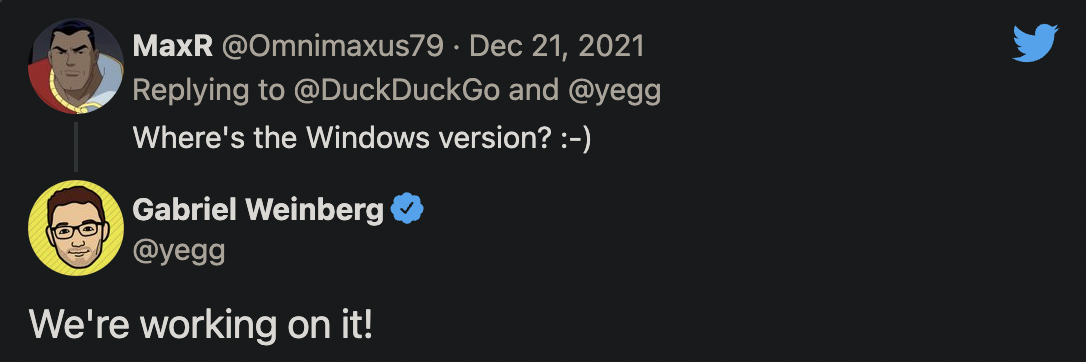 MaxR @Omnimaxus79 · Dec 21, 2021
Replying to @DuckDuckGo and @yegg
Where's the Windows version? :-)
Gabriel Weinberg
@yegg
We're working on it!